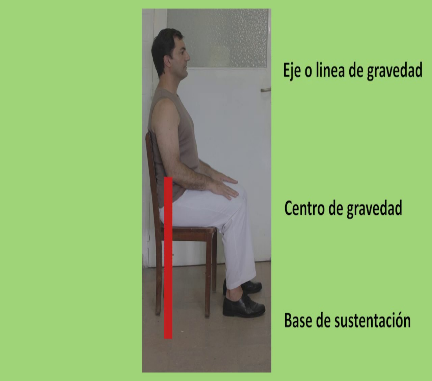 Eje o linea de gravedad
Centro de gravedad
Base de sustentación